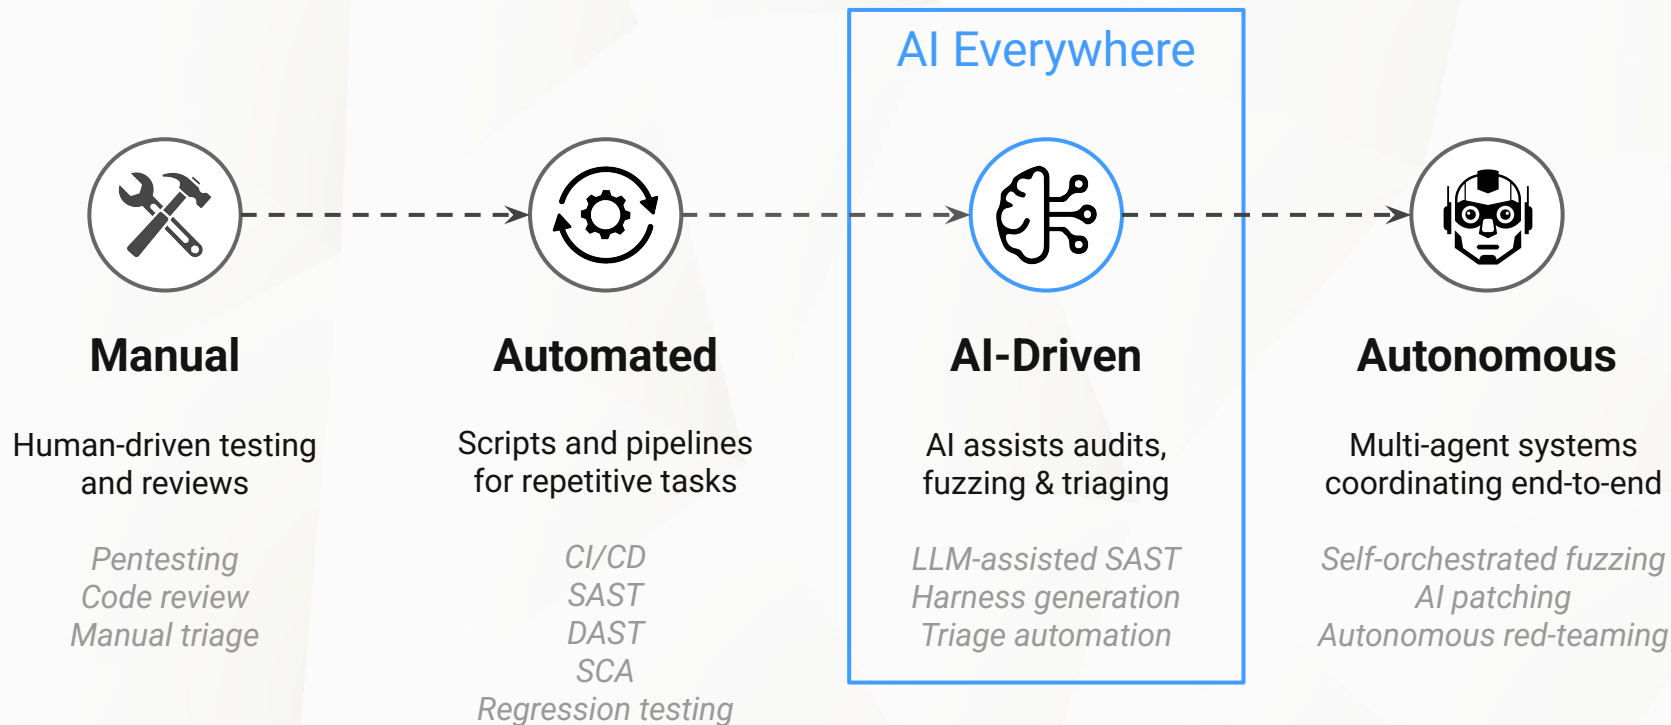 AI Everywhere
Manual
Human-driven testing
and reviews
Pentesting
Code review
Manual triage
Automated
Scripts and pipelines
for repetitive tasks
CI/CD
SAST
DAST
SCA
Regression testing
AI-Driven
AI assists audits,
fuzzing & triaging
LLM-assisted SAST
Harness generation
Triage automation
Autonomous
Multi-agent systems
coordinating end-to-end
Self-orchestrated fuzzing
AI patching
Autonomous red-teaming